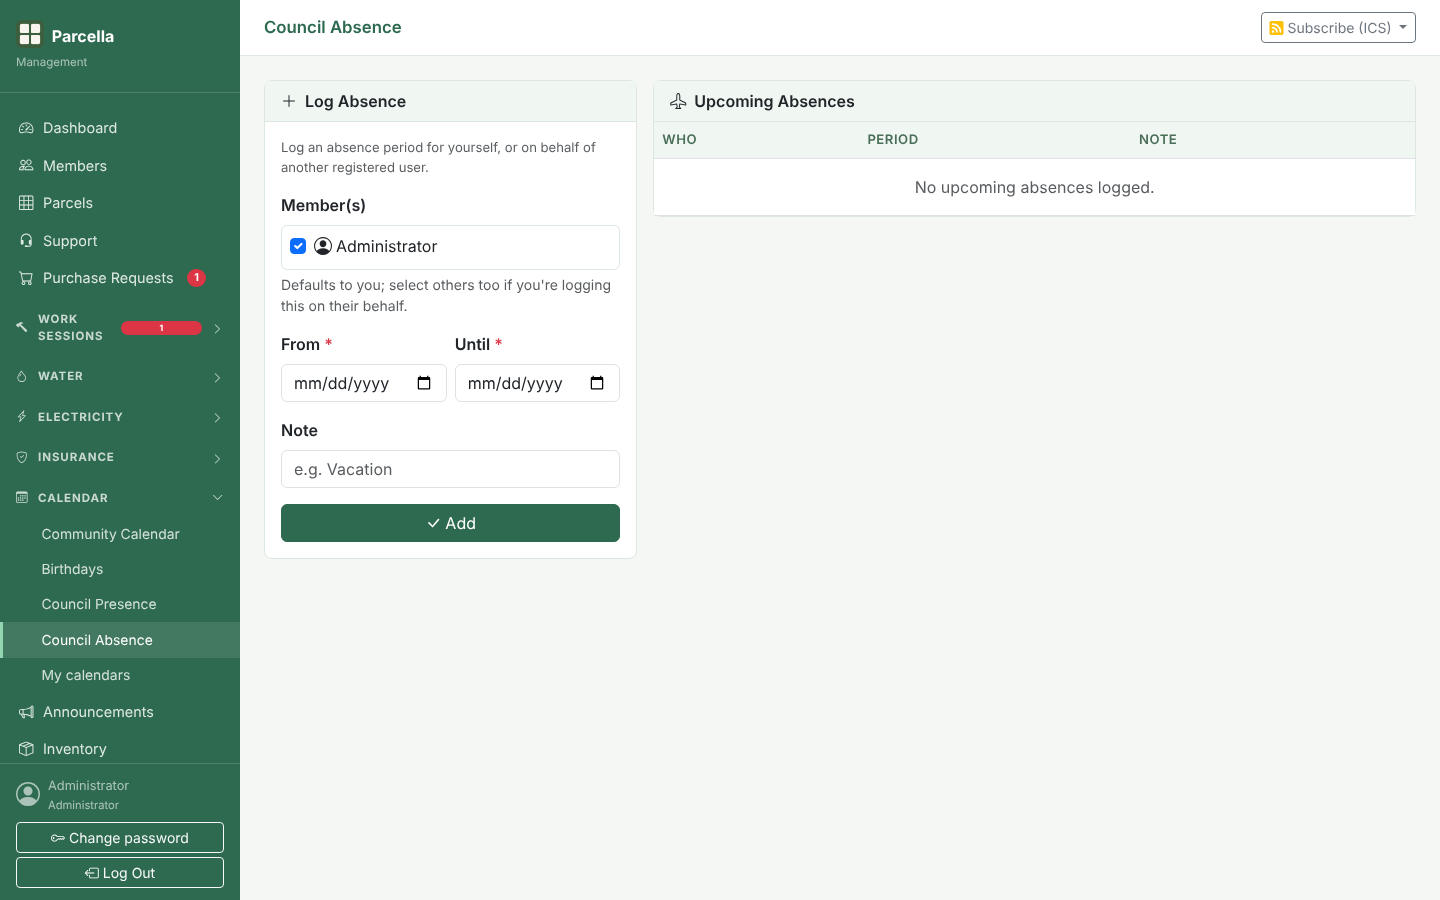 Parcella
Management
Dashboard
Members
Parcels
Support
Purchase Requests 1
WORK SESSIONS 1
WATER
ELECTRICITY
INSURANCE
CALENDAR
Community Calendar
Birthdays
Council Presence
Council Absence
My calendars
Announcements
Inventory
Administrator
Administrator
Change password
Log Out
Council Absence
Subscribe (ICS)
Log Absence
Log an absence period for yourself, or on behalf of
another registered user.
Member(s)
Administrator
Defaults to you; select others too if you're logging
this on their behalf.
From * Until *
mm/dd/yyyy mm/dd/yyyy
Note
e.g. Vacation
Add
Upcoming Absences
WHO PERIOD NOTE
No upcoming absences logged.